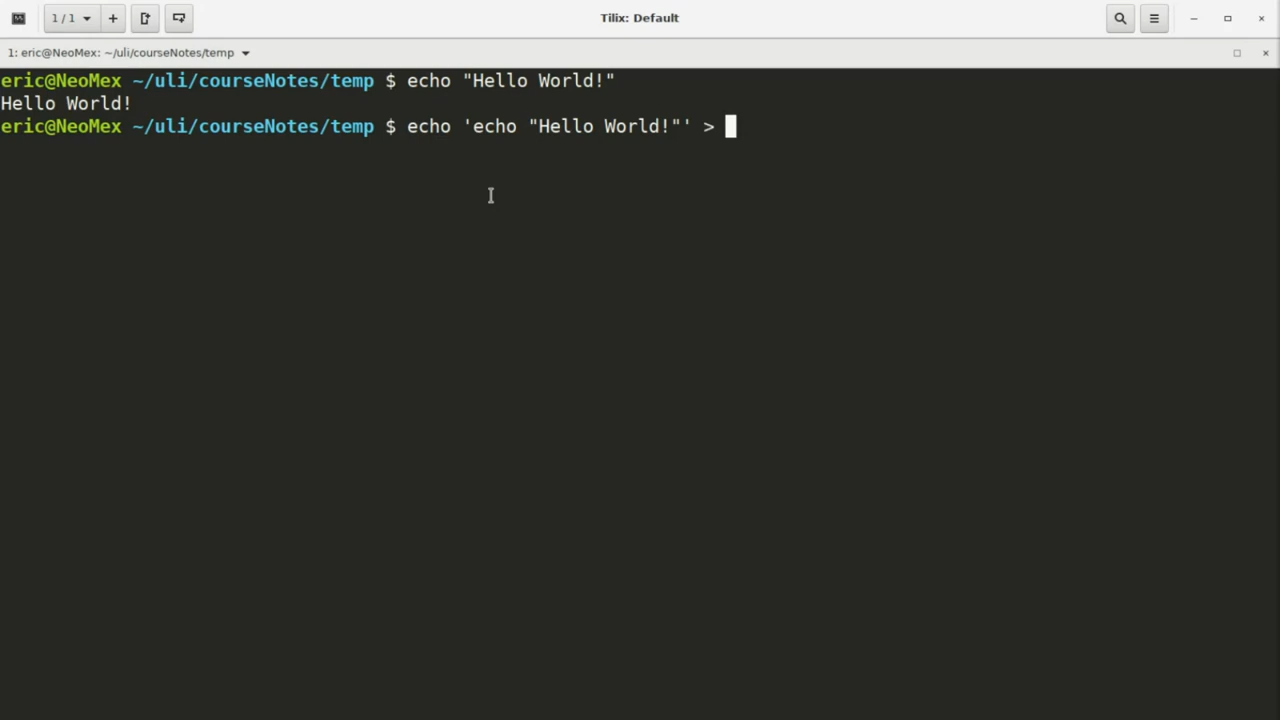 1 / 1
Tilix: Default
1: eric@NeoMex: ~/uli/courseNotes/temp
eric@NeoMex ~/uli/courseNotes/temp $ echo "Hello World!"
Hello World!
eric@NeoMex ~/uli/courseNotes/temp $ echo 'echo "Hello World!"' >